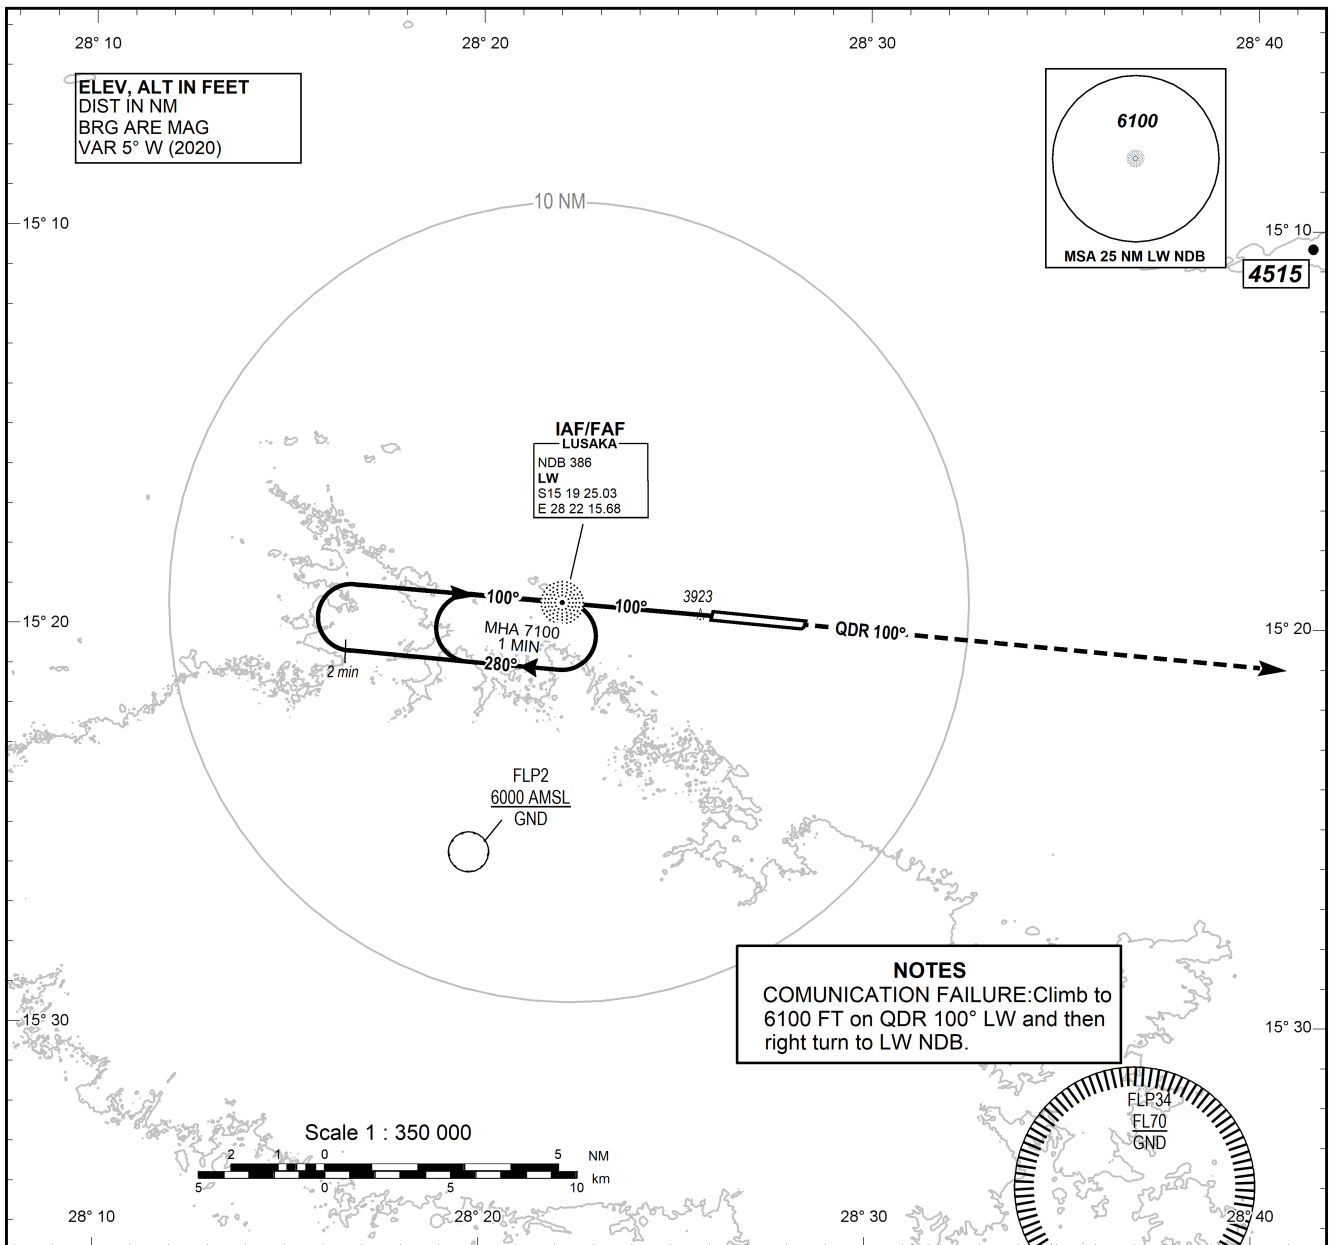 28° 10
28° 20
28° 30
28° 40
ELEV, ALT IN FEET
DIST IN NM
BRG ARE MAG
VAR 5° W (2020)
6100
MSA 25 NM LW NDB
10 NM
15° 10
15° 10
4515
IAF/FAF
LUSAKA
NDB 386
LW
S15 19 25.03
E 28 22 15.68
100°
100°
3923
MHA 7100
1 MIN
280°
2 min
QDR 100°
15° 20
15° 20
FLP2
6000 AMSL
GND
NOTES
COMUNICATION FAILURE:Climb to
6100 FT on QDR 100° LW and then
right turn to LW NDB.
15° 30
15° 30
FLP34
FL70
GND
Scale 1 : 350 000
2 1 0 5 NM
5 0 5 10 km
28° 10
28° 20
28° 30
28° 40